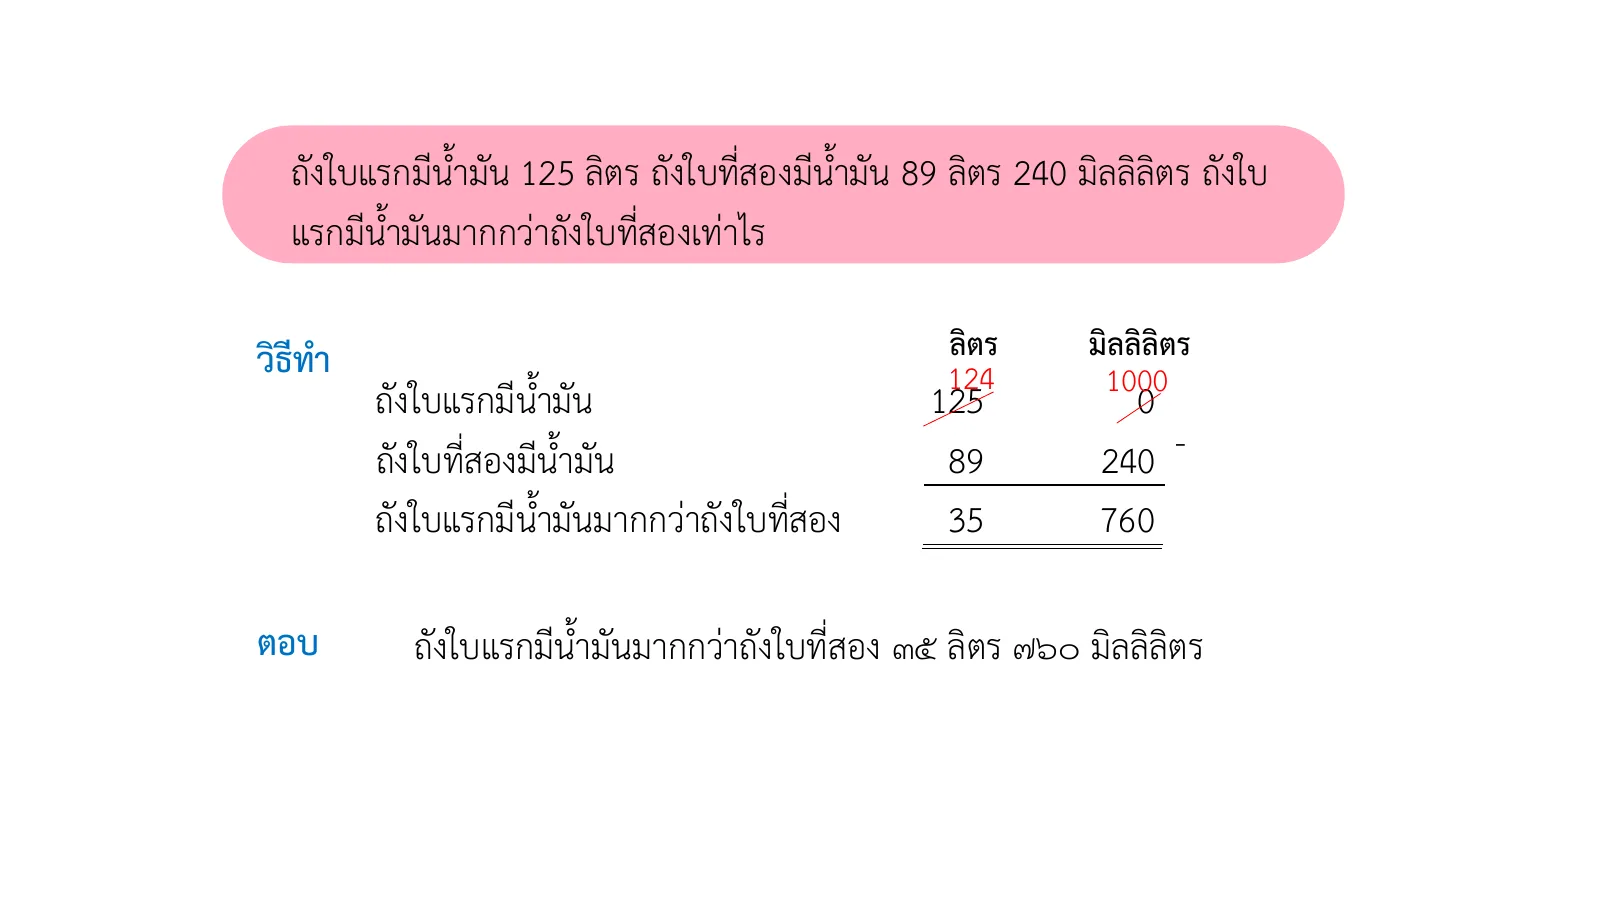 ถังใบแรกมีน้ำมัน 125 ลิตร ถังใบที่สองมีน้ำมัน 89 ลิตร 240 มิลลิลิตร ถังใบ
แรกมีน้ำมันมากกว่าถังใบที่สองเท่าไร
วิธีทำ
ลิตร มิลลิลิตร
124 1000
ถังใบแรกมีน้ำมัน 125 0
ถังใบที่สองมีน้ำมัน 89 240 -
ถังใบแรกมีน้ำมันมากกว่าถังใบที่สอง 35 760
ตอบ ถังใบแรกมีน้ำมันมากกว่าถังใบที่สอง ๓๕ ลิตร ๗๖๐ มิลลิลิตร